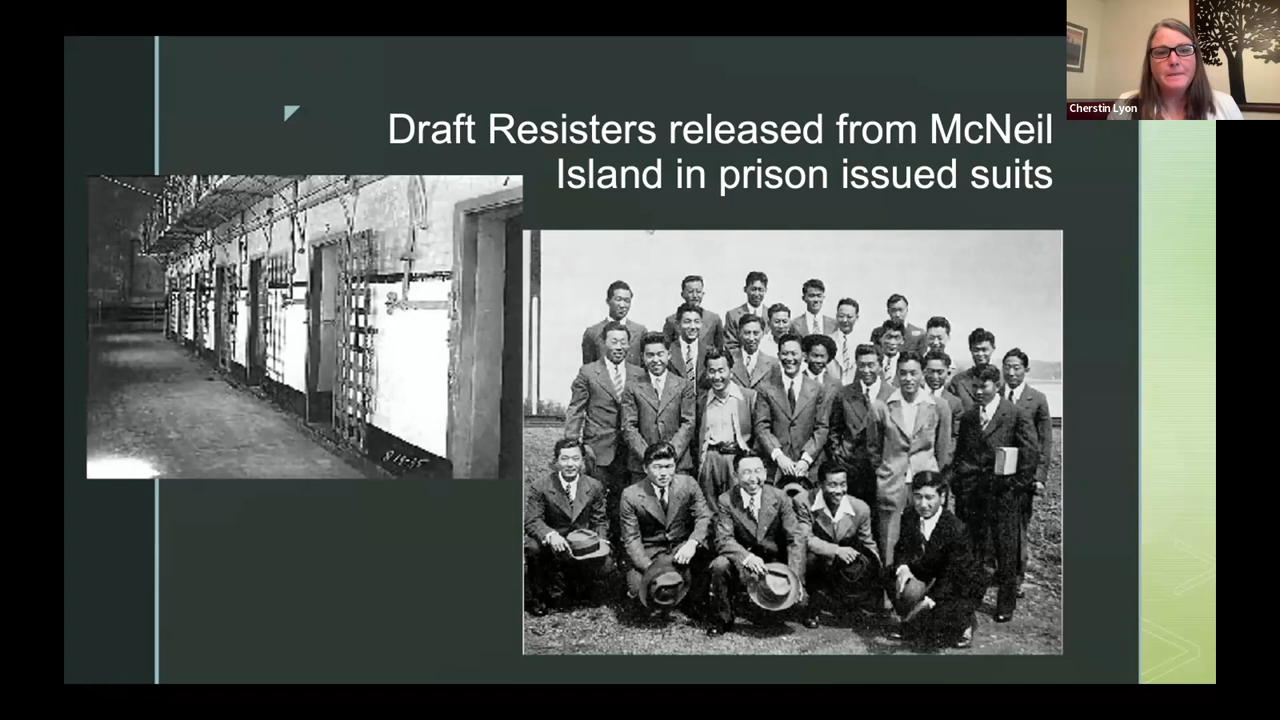 Cherstin Lyon
Draft Resisters released from McNeil
Island in prison issued suits